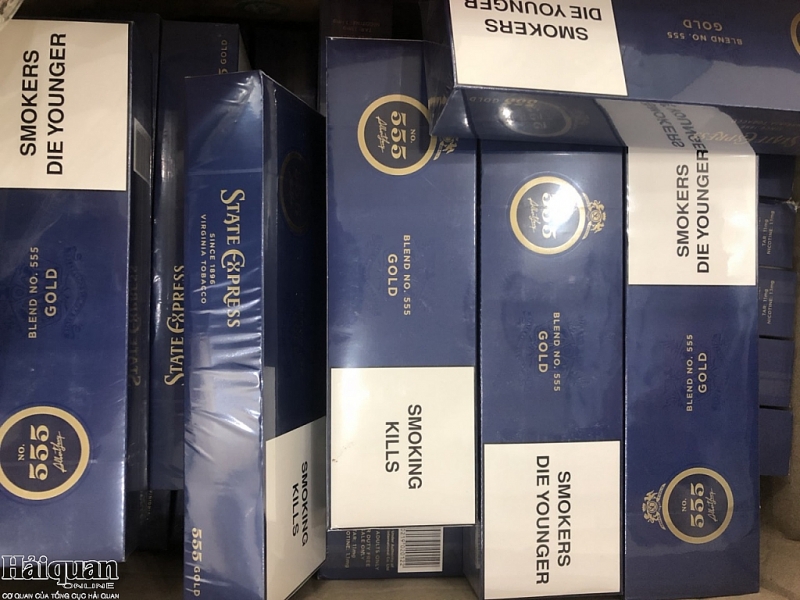 SMOKERS
DIE YOUNGER
BLEND NO. 555
GOLD
NO.
555
555 GOLD
STATE EXPRESS
STATE EXPRESS
SINCE 1896
VIRGINIA TOBACCO
555 GOLD
SMOKING
KILLS
NO.
555
BLEND NO. 555
GOLD
SMOKING
KILLS
555
BLEND NO. 555
GOLD
SMOKERS
DIE YOUNGER
SMOKERS
DIE YOUNGER
BLEND NO. 555
GOLD
SMOKERS
DIE YOUNGER
BLEND NO. 555
GOLD
NO.
555
Hải quan
ONLINE
CƠ QUAN CỦA TỔNG CỤC HẢI QUAN